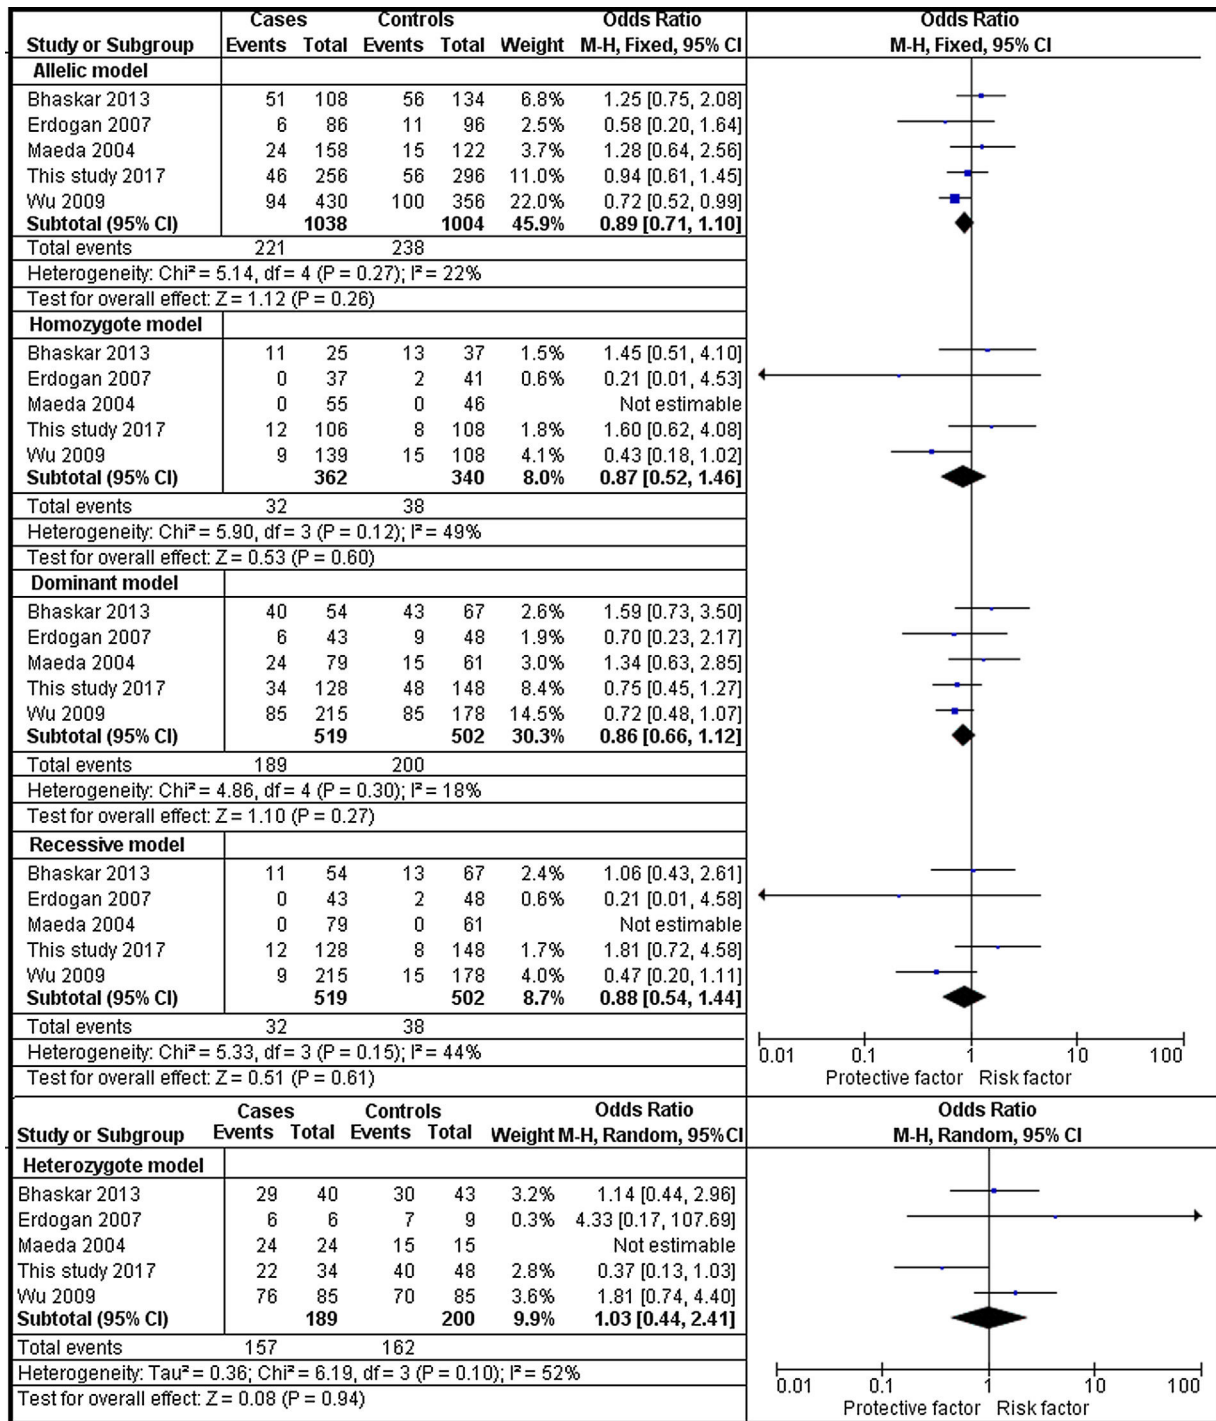 Cases Controls Odds Ratio Odds Ratio
Study or Subgroup Events Total Events Total Weight M-H, Fixed, 95% CI M-H, Fixed, 95% CI
Allelic model
Bhaskar 2013 51 108 56 134 6.8% 1.25 [0.75, 2.08]
Erdogan 2007 6 86 11 96 2.5% 0.58 [0.20, 1.64]
Maeda 2004 24 158 15 122 3.7% 1.28 [0.64, 2.56]
This study 2017 46 256 56 296 11.0% 0.94 [0.61, 1.45]
Wu 2009 94 430 100 356 22.0% 0.72 [0.52, 0.99]
Subtotal (95% CI) 1038 1004 45.9% 0.89 [0.71, 1.10]
Total events 221 238
Heterogeneity: Chi² = 5.14, df = 4 (P = 0.27); I² = 22%
Test for overall effect: Z = 1.12 (P = 0.26)
Homozygote model
Bhaskar 2013 11 25 13 37 1.5% 1.45 [0.51, 4.10]
Erdogan 2007 0 37 2 41 0.6% 0.21 [0.01, 4.53]
Maeda 2004 0 55 0 46 Not estimable
This study 2017 12 106 8 108 1.8% 1.60 [0.62, 4.08]
Wu 2009 9 139 15 108 4.1% 0.43 [0.18, 1.02]
Subtotal (95% CI) 362 340 8.0% 0.87 [0.52, 1.46]
Total events 32 38
Heterogeneity: Chi² = 5.90, df = 3 (P = 0.12); I² = 49%
Test for overall effect: Z = 0.53 (P = 0.60)
Dominant model
Bhaskar 2013 40 54 43 67 2.6% 1.59 [0.73, 3.50]
Erdogan 2007 6 43 9 48 1.9% 0.70 [0.23, 2.17]
Maeda 2004 24 79 15 61 3.0% 1.34 [0.63, 2.85]
This study 2017 34 128 48 148 8.4% 0.75 [0.45, 1.27]
Wu 2009 85 215 85 178 14.5% 0.72 [0.48, 1.07]
Subtotal (95% CI) 519 502 30.3% 0.86 [0.66, 1.12]
Total events 189 200
Heterogeneity: Chi² = 4.86, df = 4 (P = 0.30); I² = 18%
Test for overall effect: Z = 1.10 (P = 0.27)
Recessive model
Bhaskar 2013 11 54 13 67 2.4% 1.06 [0.43, 2.61]
Erdogan 2007 0 43 2 48 0.6% 0.21 [0.01, 4.58]
Maeda 2004 0 79 0 61 Not estimable
This study 2017 12 128 8 148 1.7% 1.81 [0.72, 4.58]
Wu 2009 9 215 15 178 4.0% 0.47 [0.20, 1.11]
Subtotal (95% CI) 519 502 8.7% 0.88 [0.54, 1.44]
Total events 32 38
Heterogeneity: Chi² = 5.33, df = 3 (P = 0.15); I² = 44%
Test for overall effect: Z = 0.51 (P = 0.61)
0.01 0.1 1 10 100
Protective factor Risk factor
Cases Controls Odds Ratio Odds Ratio
Study or Subgroup Events Total Events Total Weight M-H, Random, 95%CI M-H, Random, 95% CI
Heterozygote model
Bhaskar 2013 29 40 30 43 3.2% 1.14 [0.44, 2.96]
Erdogan 2007 6 6 7 9 0.3% 4.33 [0.17, 107.69]
Maeda 2004 24 24 15 15 Not estimable
This study 2017 22 34 40 48 2.8% 0.37 [0.13, 1.03]
Wu 2009 76 85 70 85 3.6% 1.81 [0.74, 4.40]
Subtotal (95% CI) 189 200 9.9% 1.03 [0.44, 2.41]
Total events 157 162
Heterogeneity: Tau² = 0.36; Chi² = 6.19, df = 3 (P = 0.10); I² = 52%
Test for overall effect: Z = 0.08 (P = 0.94)
0.01 0.1 1 10 100
Protective factor Risk factor